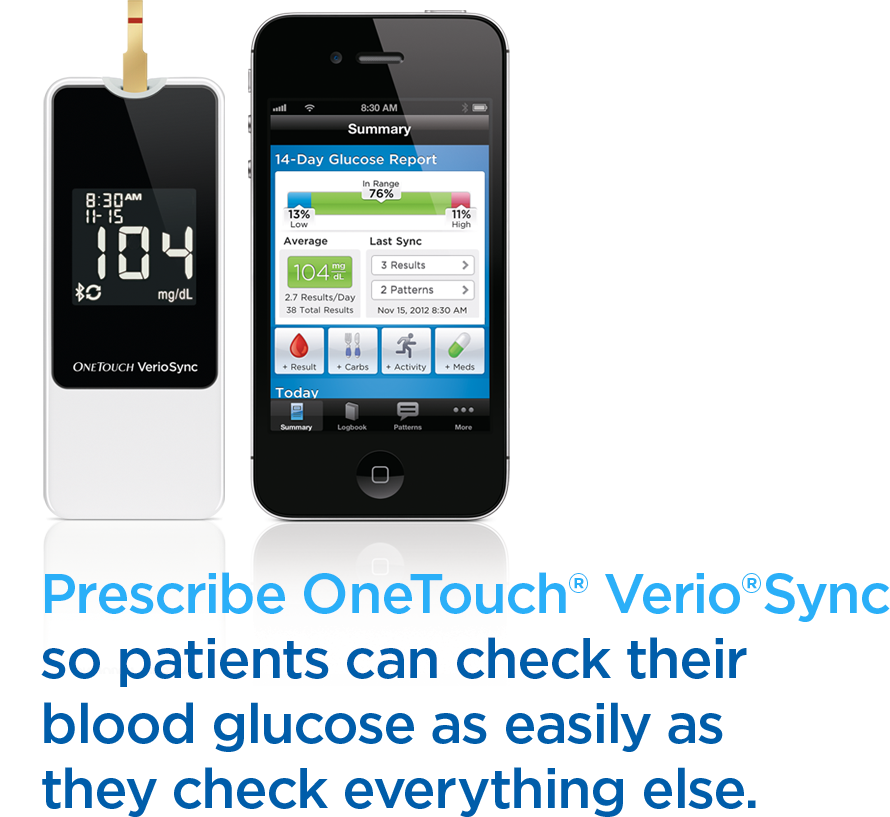 8:30AM
11-15
104
mg/dL
ONETOUCH VerioSync
8:30 AM
Summary
14-Day Glucose Report
In Range
76%
13%
Low
11%
High
Average
Last Sync
104 mg/dL
3 Results
2 Patterns
2.7 Results/Day
38 Total Results
Nov 15, 2012 8:30 AM
+ Result + Carbs + Activity + Meds
Today
Summary Logbook Patterns More
Prescribe OneTouch® Verio®Sync
so patients can check their
blood glucose as easily as
they check everything else.